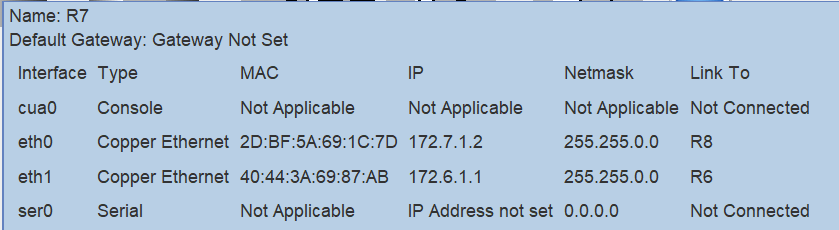 Name: R7
Default Gateway: Gateway Not Set
Interface Type MAC IP Netmask Link To
cua0 Console Not Applicable Not Applicable Not Applicable Not Connected
eth0 Copper Ethernet 2D:BF:5A:69:1C:7D 172.7.1.2 255.255.0.0 R8
eth1 Copper Ethernet 40:44:3A:69:87:AB 172.6.1.1 255.255.0.0 R6
ser0 Serial Not Applicable IP Address not set 0.0.0.0 Not Connected